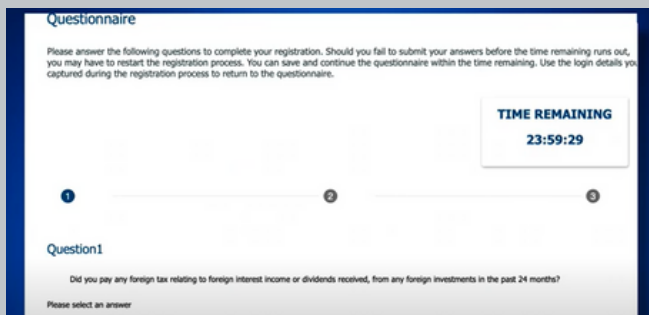 Questionnaire
Please answer the following questions to complete your registration. Should you fail to submit your answers before the time remaining runs out,
you may have to restart the registration process. You can save and continue the questionnaire within the time remaining. Use the login details you
captured during the registration process to return to the questionnaire.
TIME REMAINING
23:59:29
1 2 3
Question1
Did you pay any foreign tax relating to foreign interest income or dividends received, from any foreign investments in the past 24 months?
Please select an answer